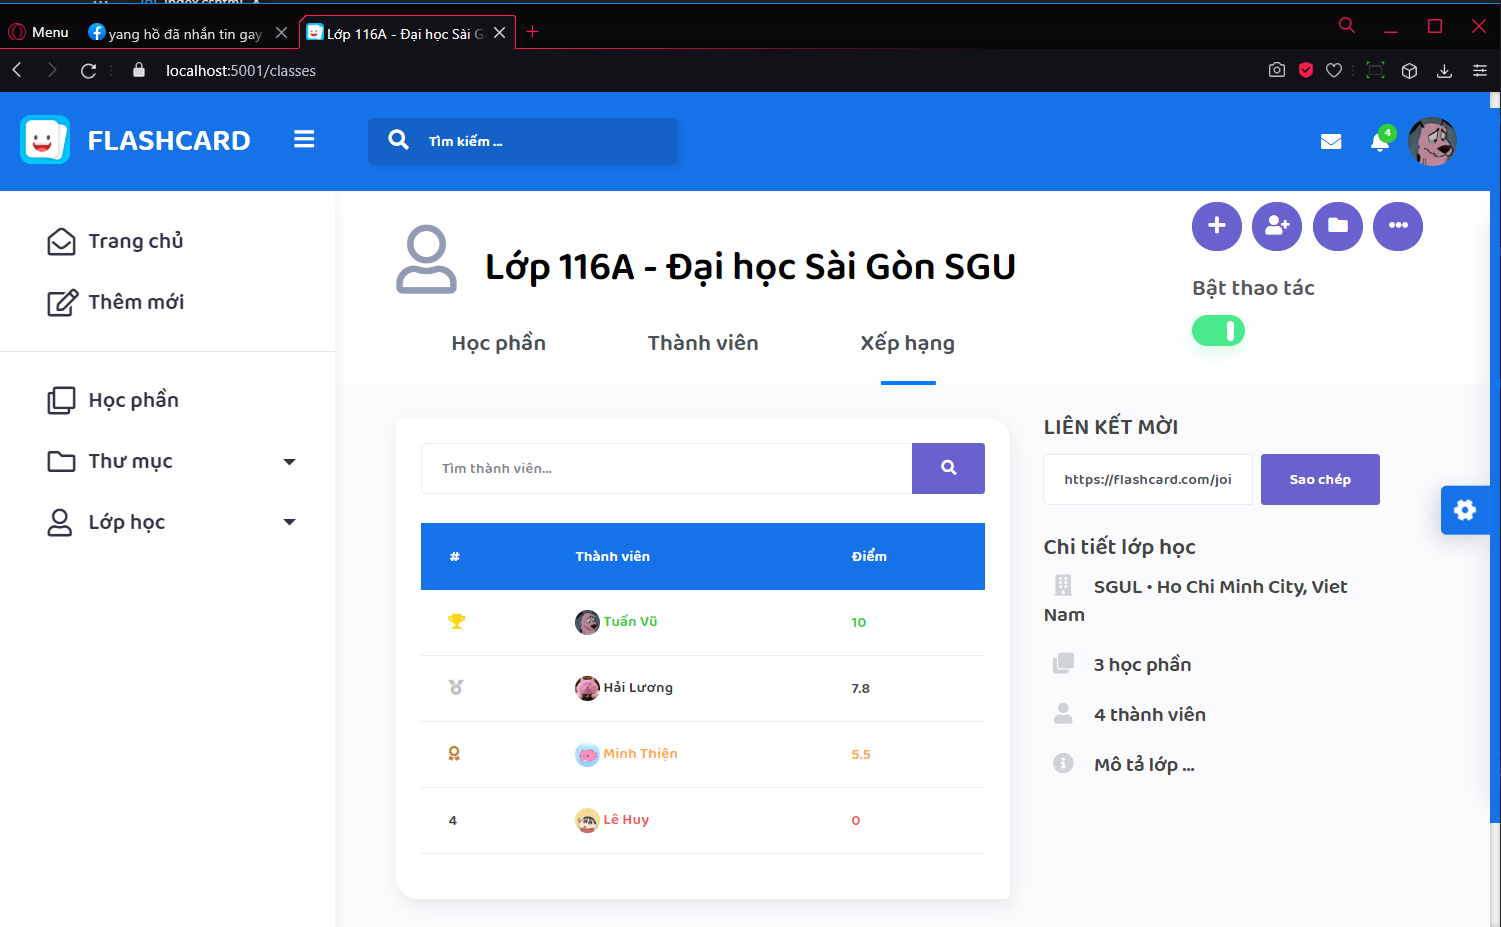 Menu
yang hồ đã nhắn tin gay
Lớp 116A - Đại học Sài G
localhost:5001/classes
FLASHCARD
Tìm kiếm ...
4
Trang chủ
Thêm mới
Học phần
Thư mục
Lớp học
Lớp 116A - Đại học Sài Gòn SGU
Bật thao tác
Học phần
Thành viên
Xếp hạng
Tìm thành viên...
# Thành viên Điểm
Tuấn Vũ 10
Hải Lương 7.8
Minh Thiện 5.5
4 Lê Huy 0
LIÊN KẾT MỜI
https://flashcard.com/joi
Sao chép
Chi tiết lớp học
SGUL • Ho Chi Minh City, Viet
Nam
3 học phần
4 thành viên
Mô tả lớp ...